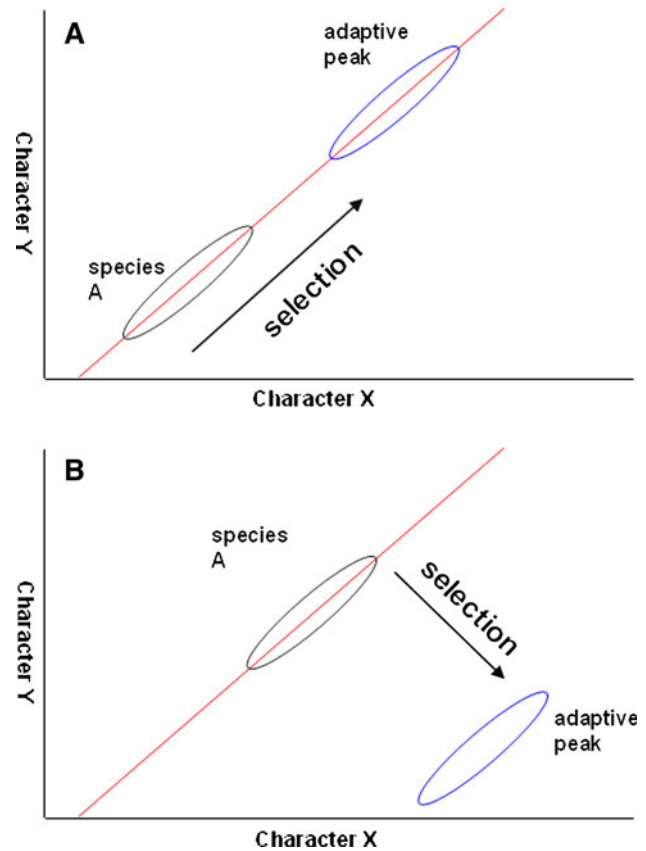 A
adaptive
peak
Character Y
species
A
selection
Character X
B
species
A
selection
Character Y
adaptive
peak
Character X